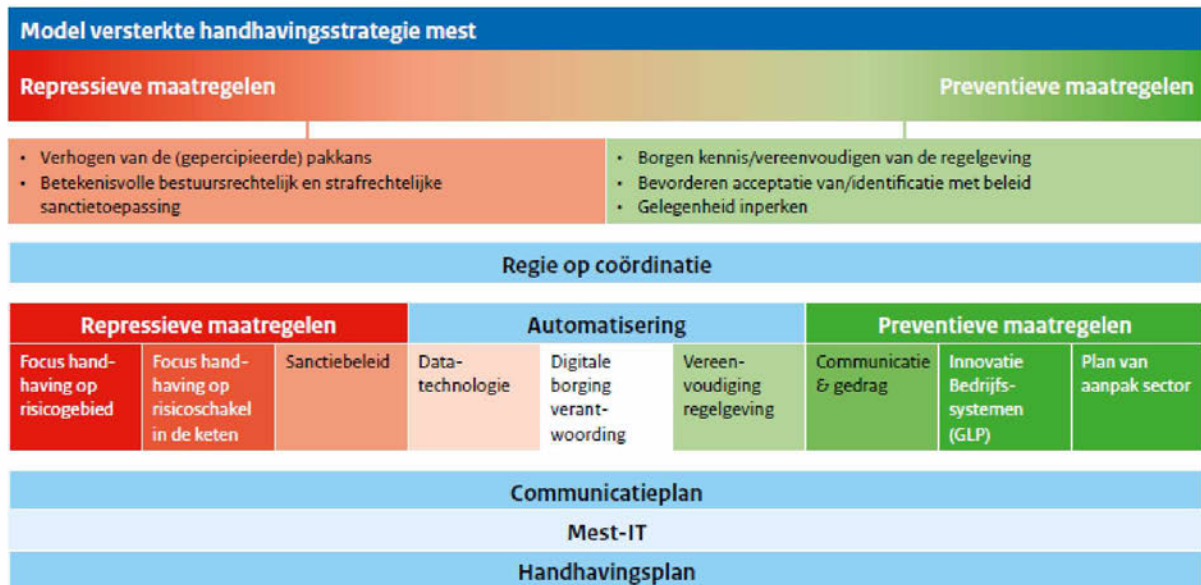 Model versterkte handhavingsstrategie mest
Repressieve maatregelen
Preventieve maatregelen
• Verhogen van de (gepercipieerde) pakkans
• Betekenisvolle bestuursrechtelijk en strafrechtelijke
sanctietoepassing
• Borgen kennis/vereenvoudigen van de regelgeving
• Bevorderen acceptatie van/identificatie met beleid
• Gelegenheid inperken
Regie op coördinatie
Repressieve maatregelen
Automatisering
Preventieve maatregelen
Focus hand-
having op
risicogebied
Focus hand-
having op
risicoschakel
in de keten
Sanctiebeleid
Data-
technologie
Digitale
borging
verant-
woording
Vereen-
voudiging
regelgeving
Communicatie
& gedrag
Innovatie
Bedrijfs-
systemen
(GLP)
Plan van
aanpak sector
Communicatieplan
Mest-IT
Handhavingsplan